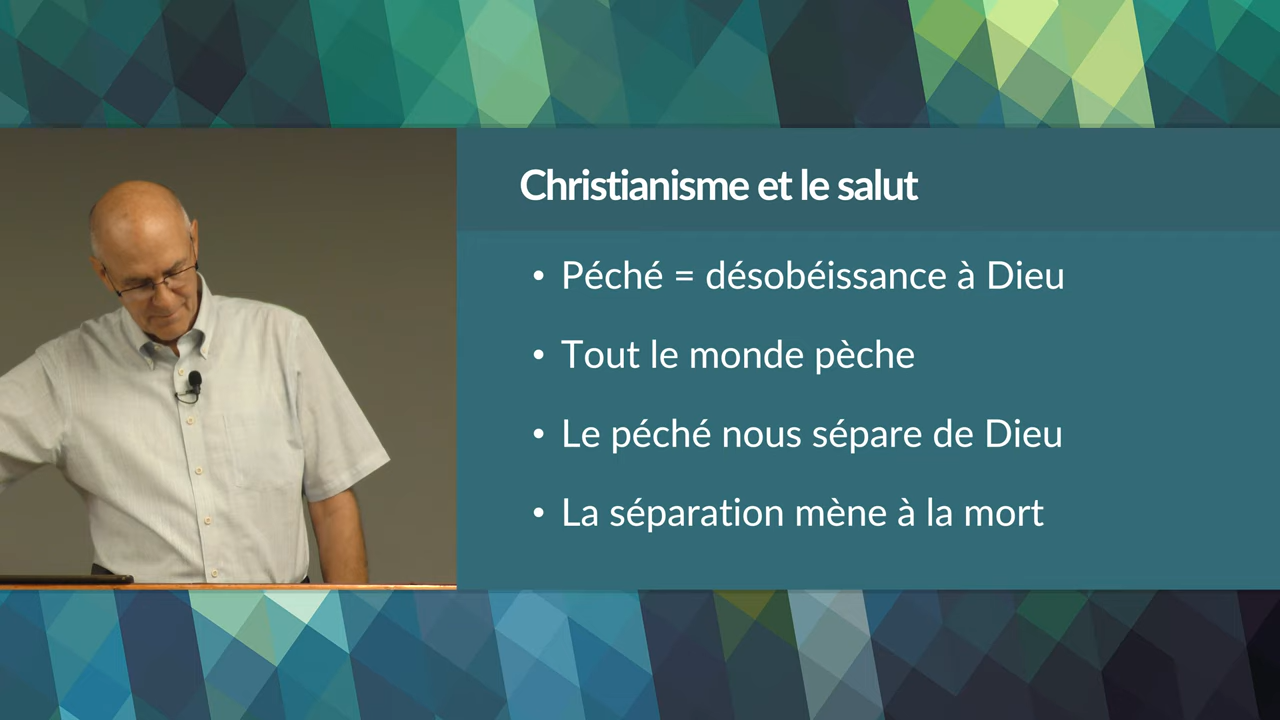 Christianisme et le salut
• Péché = désobéissance à Dieu
• Tout le monde pèche
• Le péché nous sépare de Dieu
• La séparation mène à la mort